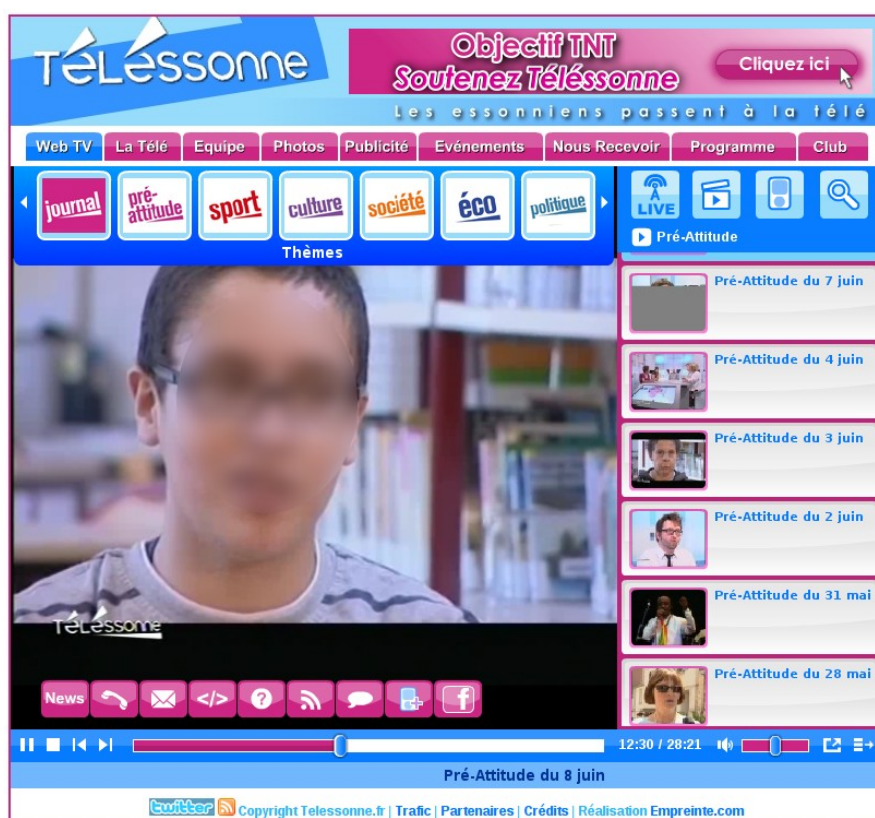 TÉLÉSSONNE
Objectif TNT
Soutenez Téléssonne
Cliquez ici
Les essonniens passent à la télé
Web TV La Télé Equipe Photos Publicité Evénements Nous Recevoir Programme Club
journal pré-attitude sport culture société éco politique
Thèmes
LIVE
Pré-Attitude
Pré-Attitude du 7 juin
Pré-Attitude du 4 juin
Pré-Attitude du 3 juin
Pré-Attitude du 2 juin
Pré-Attitude du 31 mai
Pré-Attitude du 28 mai
TÉLÉSSONNE
News </> ? f
12:30 / 28:21
Pré-Attitude du 8 juin
twitter Copyright Telessonne.fr | Trafic | Partenaires | Crédits | Réalisation Empreinte.com